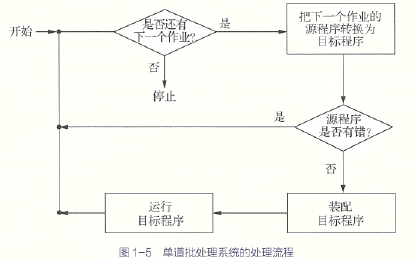 开始
是否还有
下一个作业?
是
把下一个作业的
源程序转换为
目标程序
否
停止
源程序
是否有错?
是
否
运行
目标程序
装配
目标程序
图 1-5 单道批处理系统的处理流程